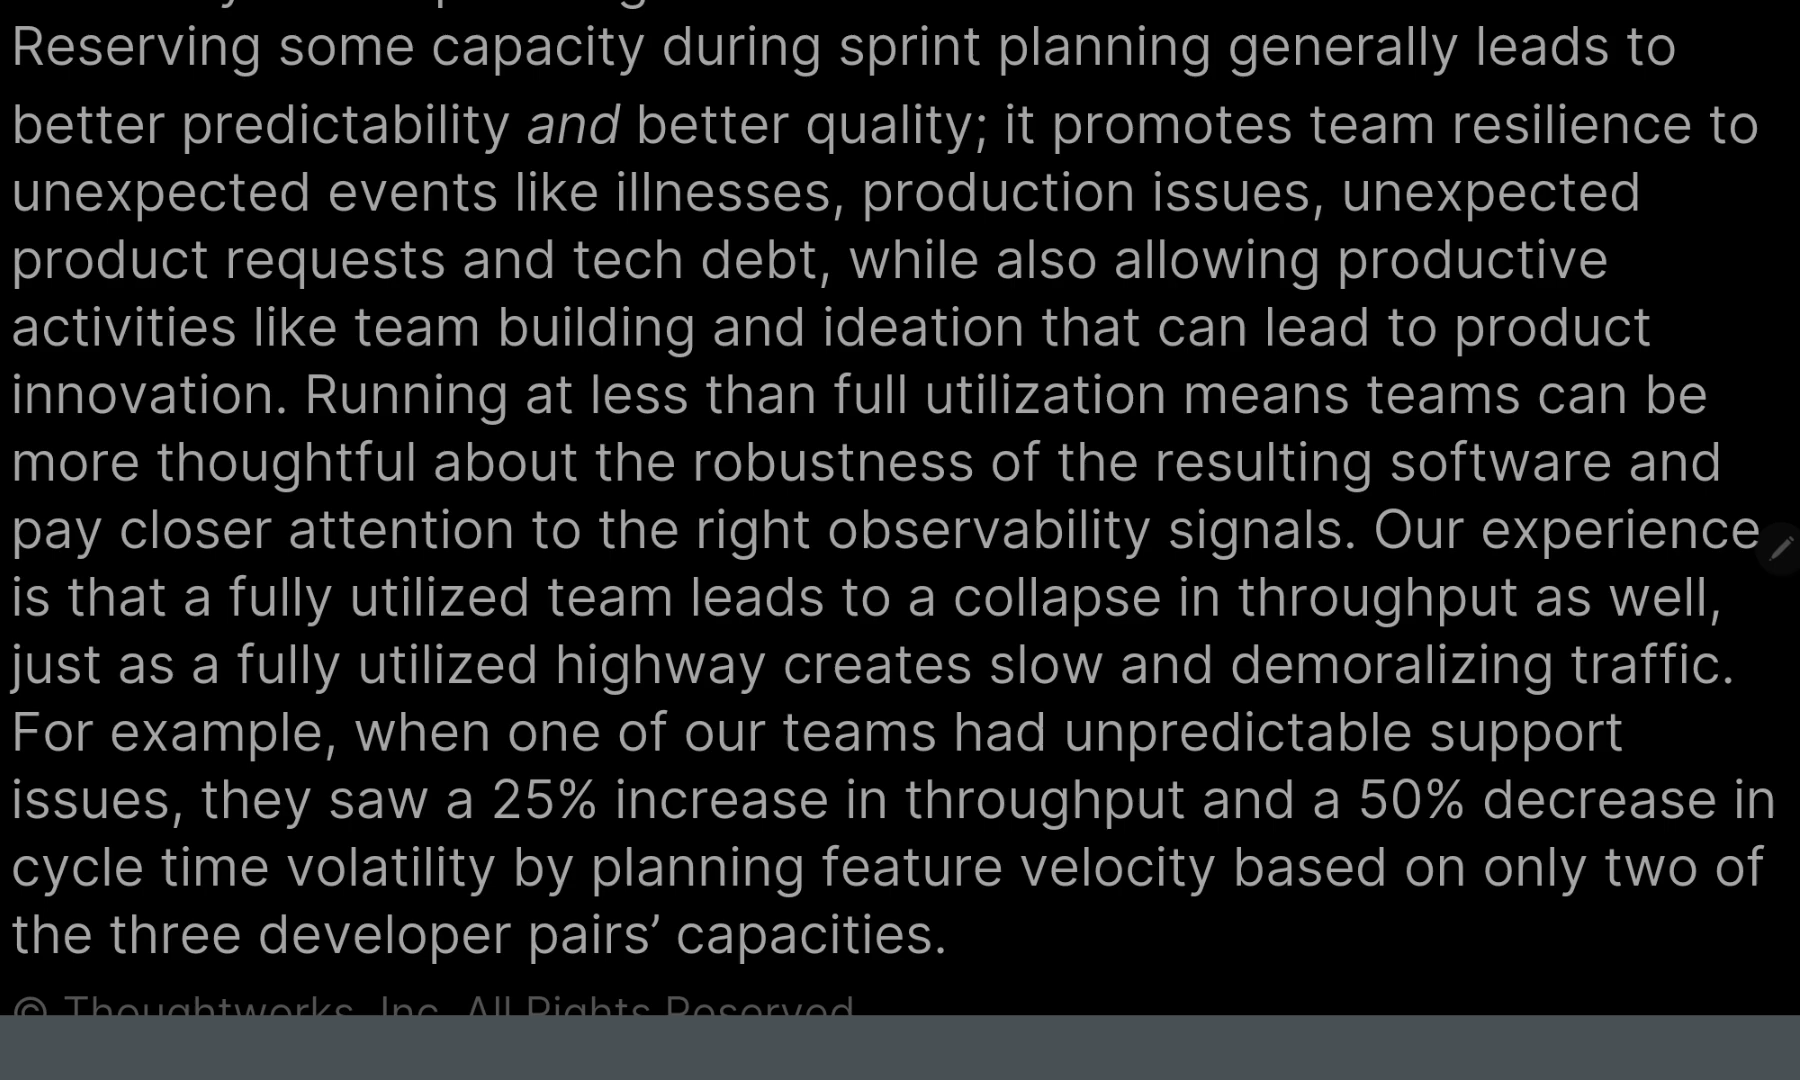 Reserving some capacity during sprint planning generally leads to
better predictability and better quality; it promotes team resilience to
unexpected events like illnesses, production issues, unexpected
product requests and tech debt, while also allowing productive
activities like team building and ideation that can lead to product
innovation. Running at less than full utilization means teams can be
more thoughtful about the robustness of the resulting software and
pay closer attention to the right observability signals. Our experience
is that a fully utilized team leads to a collapse in throughput as well,
just as a fully utilized highway creates slow and demoralizing traffic.
For example, when one of our teams had unpredictable support
issues, they saw a 25% increase in throughput and a 50% decrease in
cycle time volatility by planning feature velocity based on only two of
the three developer pairs’ capacities.
© Thoughtworks, Inc. All Rights Reserved.